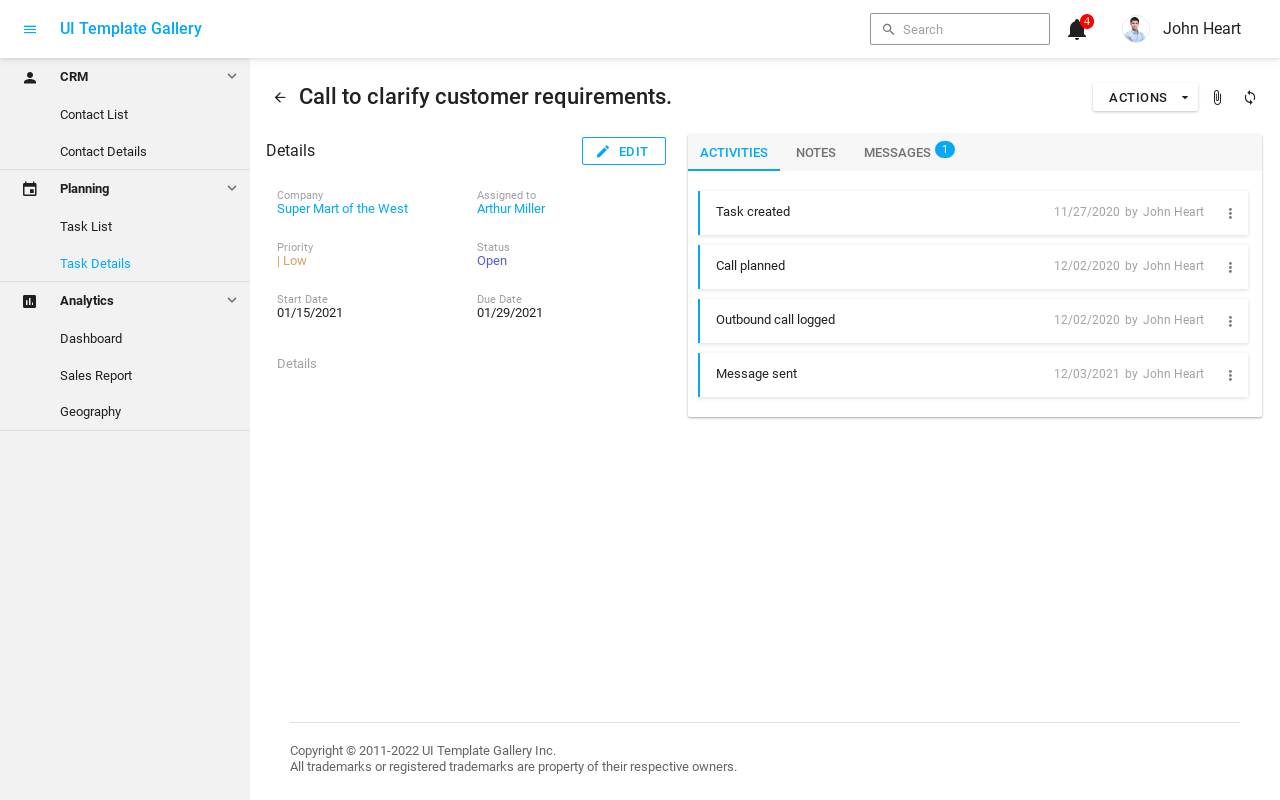 UI Template Gallery
Search
4
John Heart
CRM
Contact List
Contact Details
Planning
Task List
Task Details
Analytics
Dashboard
Sales Report
Geography
Call to clarify customer requirements.
ACTIONS
Details
EDIT
Company
Super Mart of the West
Assigned to
Arthur Miller
Priority
| Low
Status
Open
Start Date
01/15/2021
Due Date
01/29/2021
Details
ACTIVITIES
NOTES
MESSAGES 1
Task created 11/27/2020 by John Heart
Call planned 12/02/2020 by John Heart
Outbound call logged 12/02/2020 by John Heart
Message sent 12/03/2021 by John Heart
Copyright © 2011-2022 UI Template Gallery Inc.
All trademarks or registered trademarks are property of their respective owners.